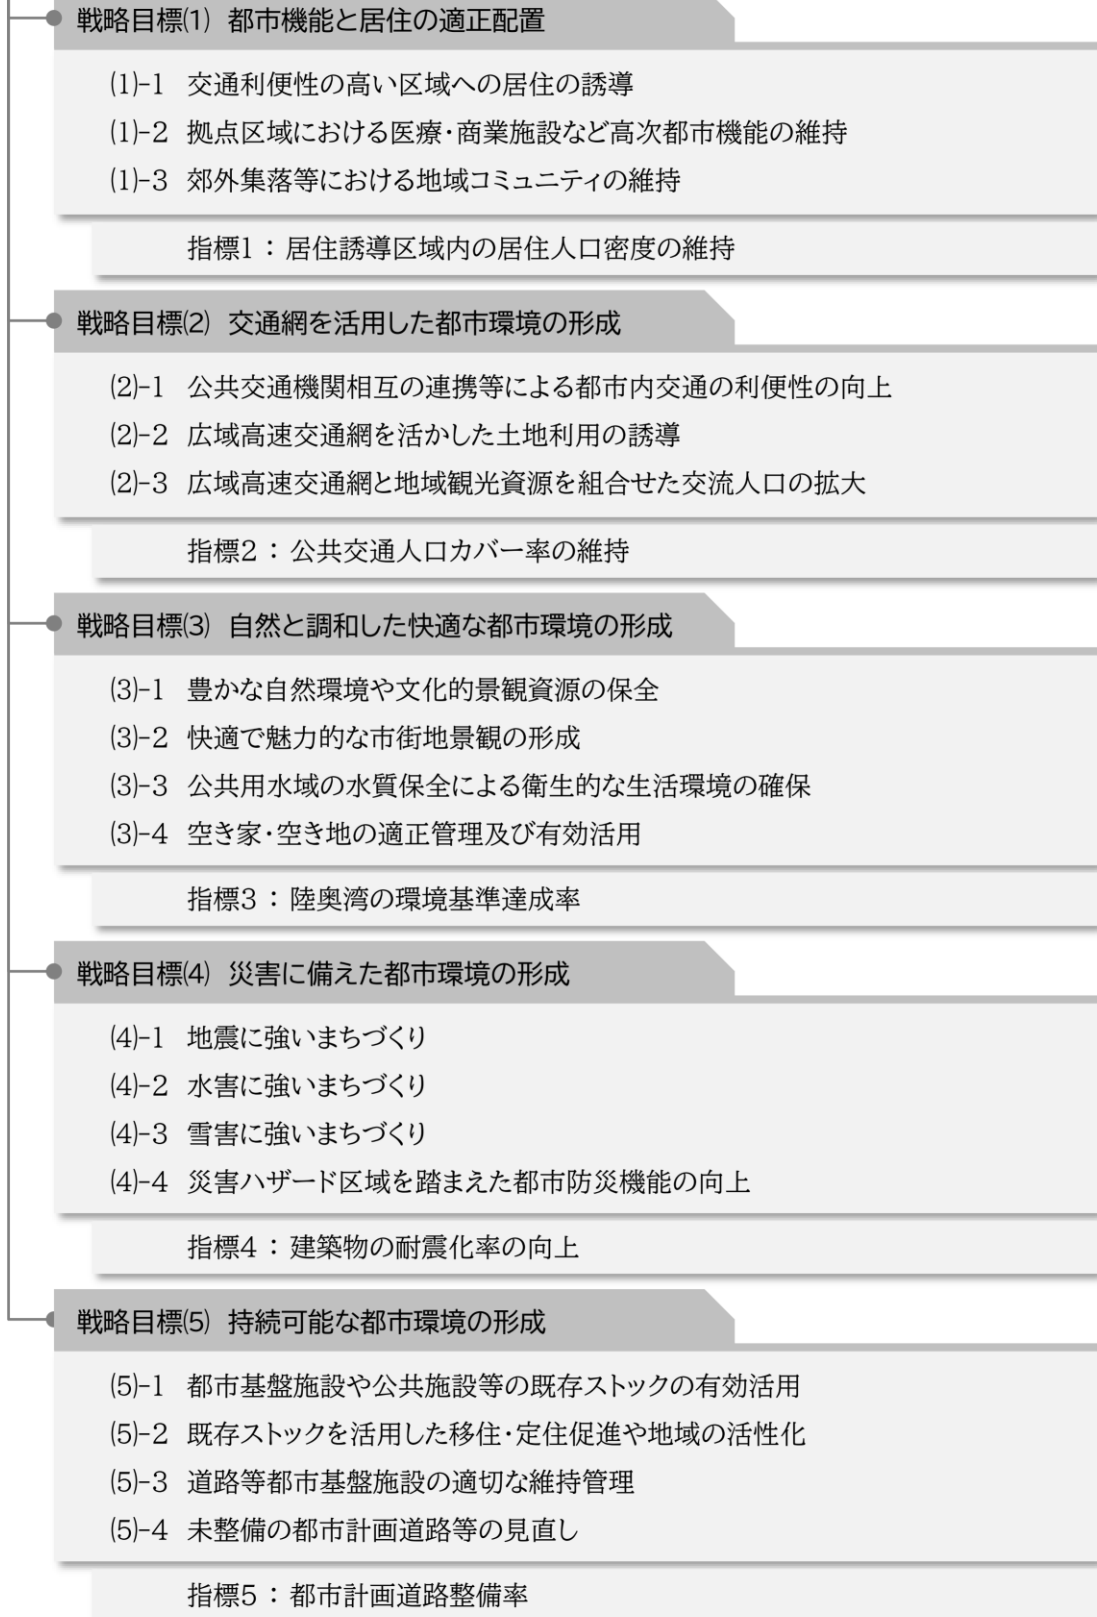 戦略目標⑴ 都市機能と居住の適正配置
⑴-1 交通利便性の高い区域への居住の誘導
⑴-2 拠点区域における医療・商業施設など高次都市機能の維持
⑴-3 郊外集落等における地域コミュニティの維持
指標1：居住誘導区域内の居住人口密度の維持
戦略目標⑵ 交通網を活用した都市環境の形成
⑵-1 公共交通機関相互の連携等による都市内交通の利便性の向上
⑵-2 広域高速交通網を活かした土地利用の誘導
⑵-3 広域高速交通網と地域観光資源を組合せた交流人口の拡大
指標2：公共交通人口カバー率の維持
戦略目標⑶ 自然と調和した快適な都市環境の形成
⑶-1 豊かな自然環境や文化的景観資源の保全
⑶-2 快適で魅力的な市街地景観の形成
⑶-3 公共用水域の水質保全による衛生的な生活環境の確保
⑶-4 空き家・空き地の適正管理及び有効活用
指標3：陸奥湾の環境基準達成率
戦略目標⑷ 災害に備えた都市環境の形成
⑷-1 地震に強いまちづくり
⑷-2 水害に強いまちづくり
⑷-3 雪害に強いまちづくり
⑷-4 災害ハザード区域を踏まえた都市防災機能の向上
指標4：建築物の耐震化率の向上
戦略目標⑸ 持続可能な都市環境の形成
⑸-1 都市基盤施設や公共施設等の既存ストックの有効活用
⑸-2 既存ストックを活用した移住・定住促進や地域の活性化
⑸-3 道路等都市基盤施設の適切な維持管理
⑸-4 未整備の都市計画道路等の見直し
指標5：都市計画道路整備率